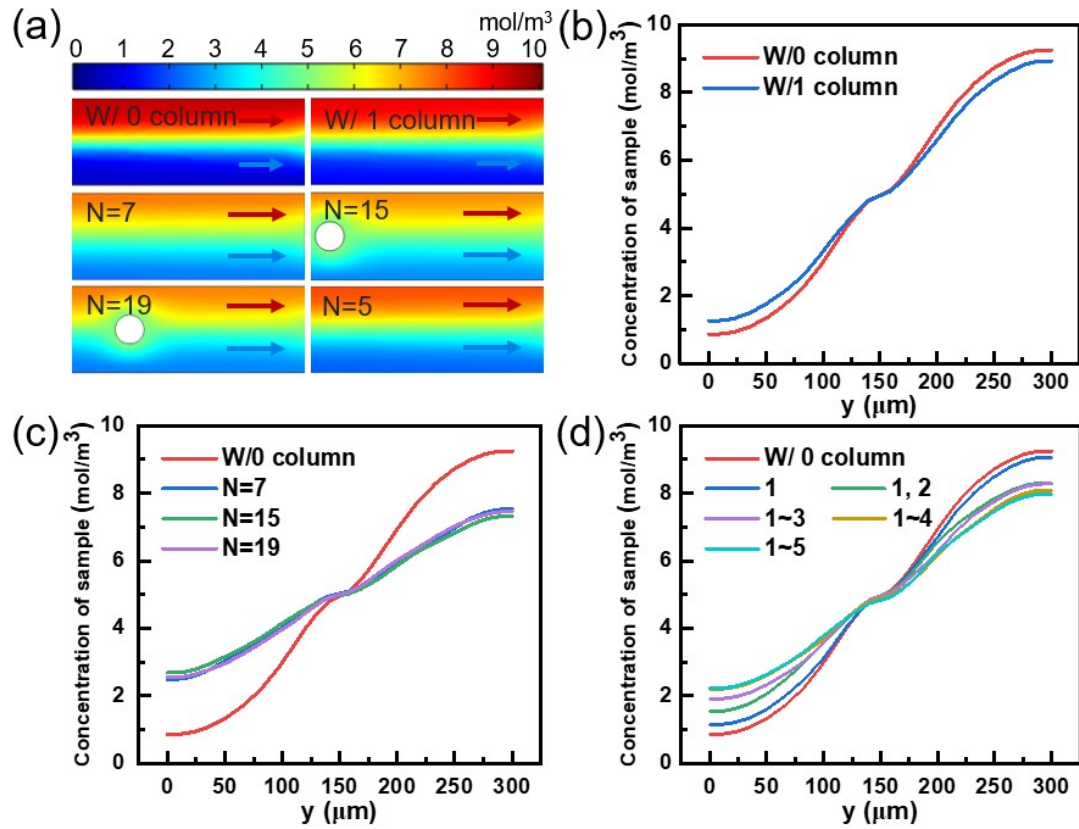 (a)
mol/m³
0 1 2 3 4 5 6 7 8 9 10
W/ 0 column
W/ 1 column
N=7
N=15
N=19
N=5
(b)
Concentration of sample (mol/m³)
10
8
6
4
2
0
W/0 column
W/1 column
0 50 100 150 200 250 300
y (μm)
(c)
Concentration of sample (mol/m³)
10
8
6
4
2
0
W/0 column
N=7
N=15
N=19
0 50 100 150 200 250 300
y (μm)
(d)
Concentration of sample (mol/m³)
10
8
6
4
2
0
W/ 0 column
1 1, 2
1~3 1~4
1~5
0 50 100 150 200 250 300
y (μm)